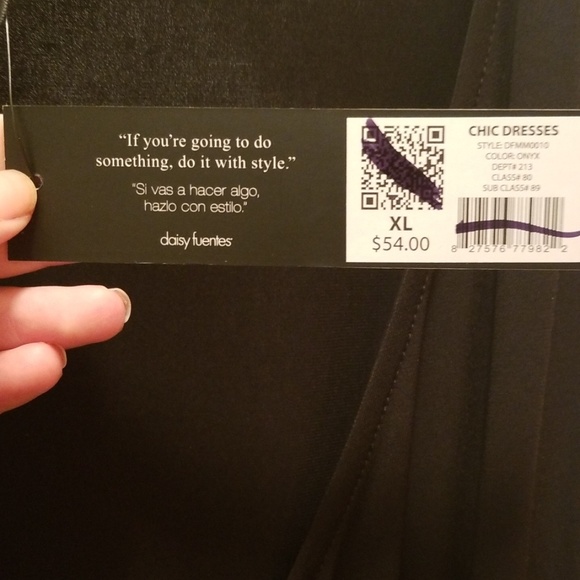 “If you’re going to do
something, do it with style.”
“Si vas a hacer algo,
hazlo con estilo.”
daisy fuentes
XL
$54.00
CHIC DRESSES
STYLE: DFMM0010
COLOR: ONYX
DEPT# 213
CLASS# 80
SUB CLASS# 89
8 27576 77982 2